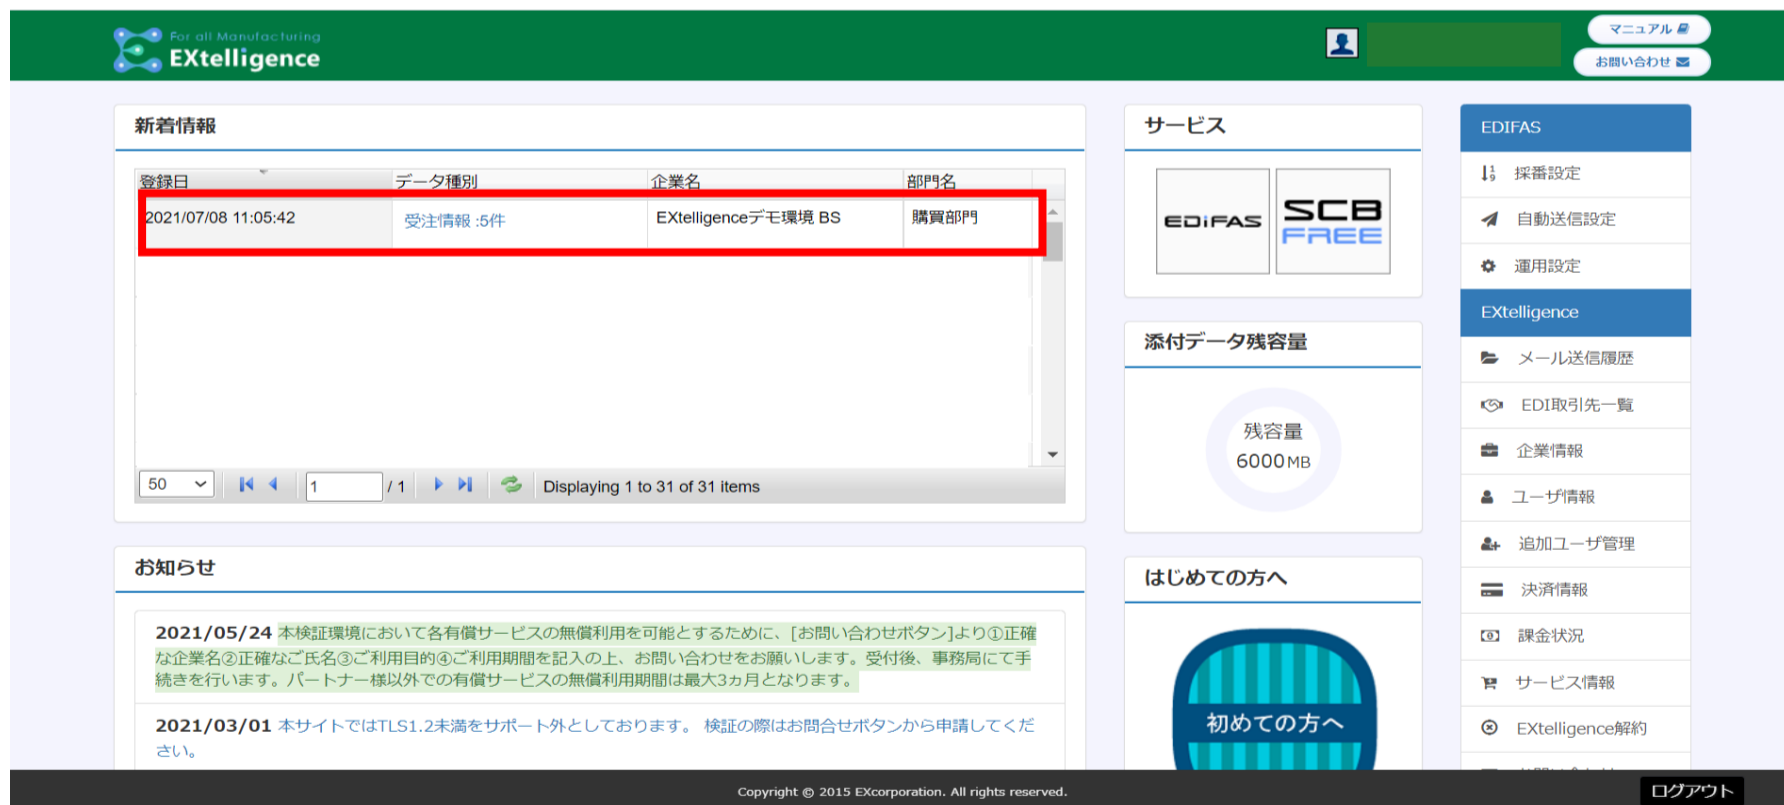 For all Manufacturing
EXtelligence
マニュアル
お問い合わせ
新着情報
登録日 データ種別 企業名 部門名
2021/07/08 11:05:42 受注情報 :5件 EXtelligenceデモ環境 BS 購買部門
50 1 / 1 Displaying 1 to 31 of 31 items
お知らせ
2021/05/24 本検証環境において各有償サービスの無償利用を可能とするために、[お問い合わせボタン]より①正確
な企業名②正確なご氏名③ご利用目的④ご利用期間を記入の上、お問い合わせをお願いします。受付後、事務局にて手
続きを行います。パートナー様以外での有償サービスの無償利用期間は最大3ヵ月となります。
2021/03/01 本サイトではTLS1.2未満をサポート外としております。 検証の際はお問合せボタンから申請してくだ
さい。
サービス
EDIFAS
SCB
FREE
添付データ残容量
残容量
6000MB
はじめての方へ
初めての方へ
EDIFAS
採番設定
自動送信設定
運用設定
EXtelligence
メール送信履歴
EDI取引先一覧
企業情報
ユーザ情報
追加ユーザ管理
決済情報
課金状況
サービス情報
EXtelligence解約
Copyright © 2015 EXcorporation. All rights reserved.
ログアウト